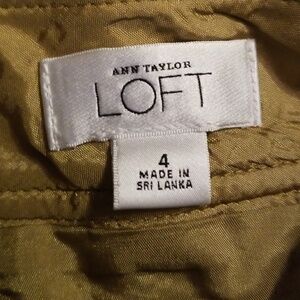 ANN TAYLOR
LOFT
4
MADE IN
SRI LANKA